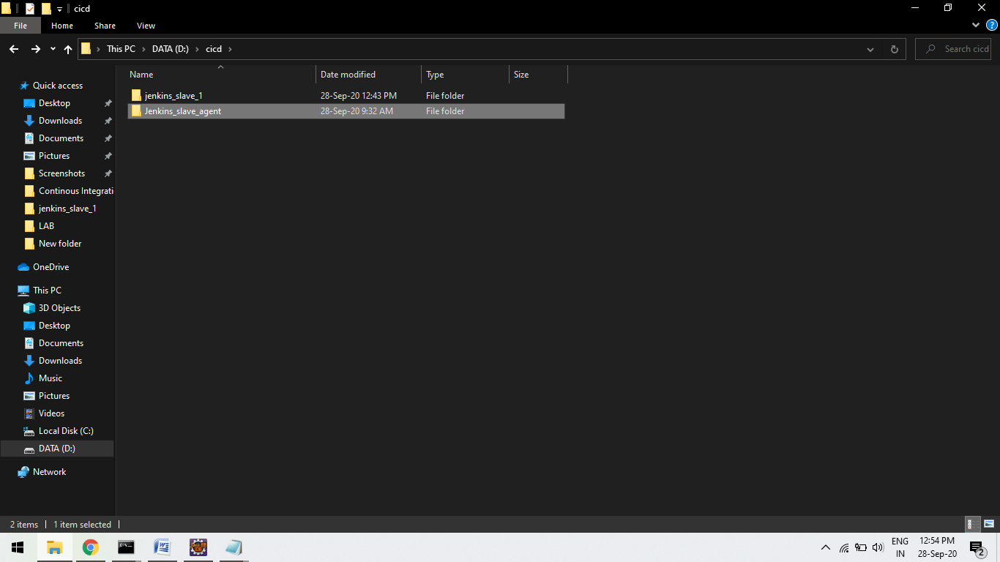 cicd
File Home Share View
This PC DATA (D:) cicd
Search cicd
Name Date modified Type Size
jenkins_slave_1 28-Sep-20 12:43 PM File folder
Jenkins_slave_agent 28-Sep-20 9:32 AM File folder
Quick access
Desktop
Downloads
Documents
Pictures
Screenshots
Continous Integrati
jenkins_slave_1
LAB
New folder
OneDrive
This PC
3D Objects
Desktop
Documents
Downloads
Music
Pictures
Videos
Local Disk (C:)
DATA (D:)
Network
2 items 1 item selected
ENG 12:54 PM
IN 28-Sep-20
2